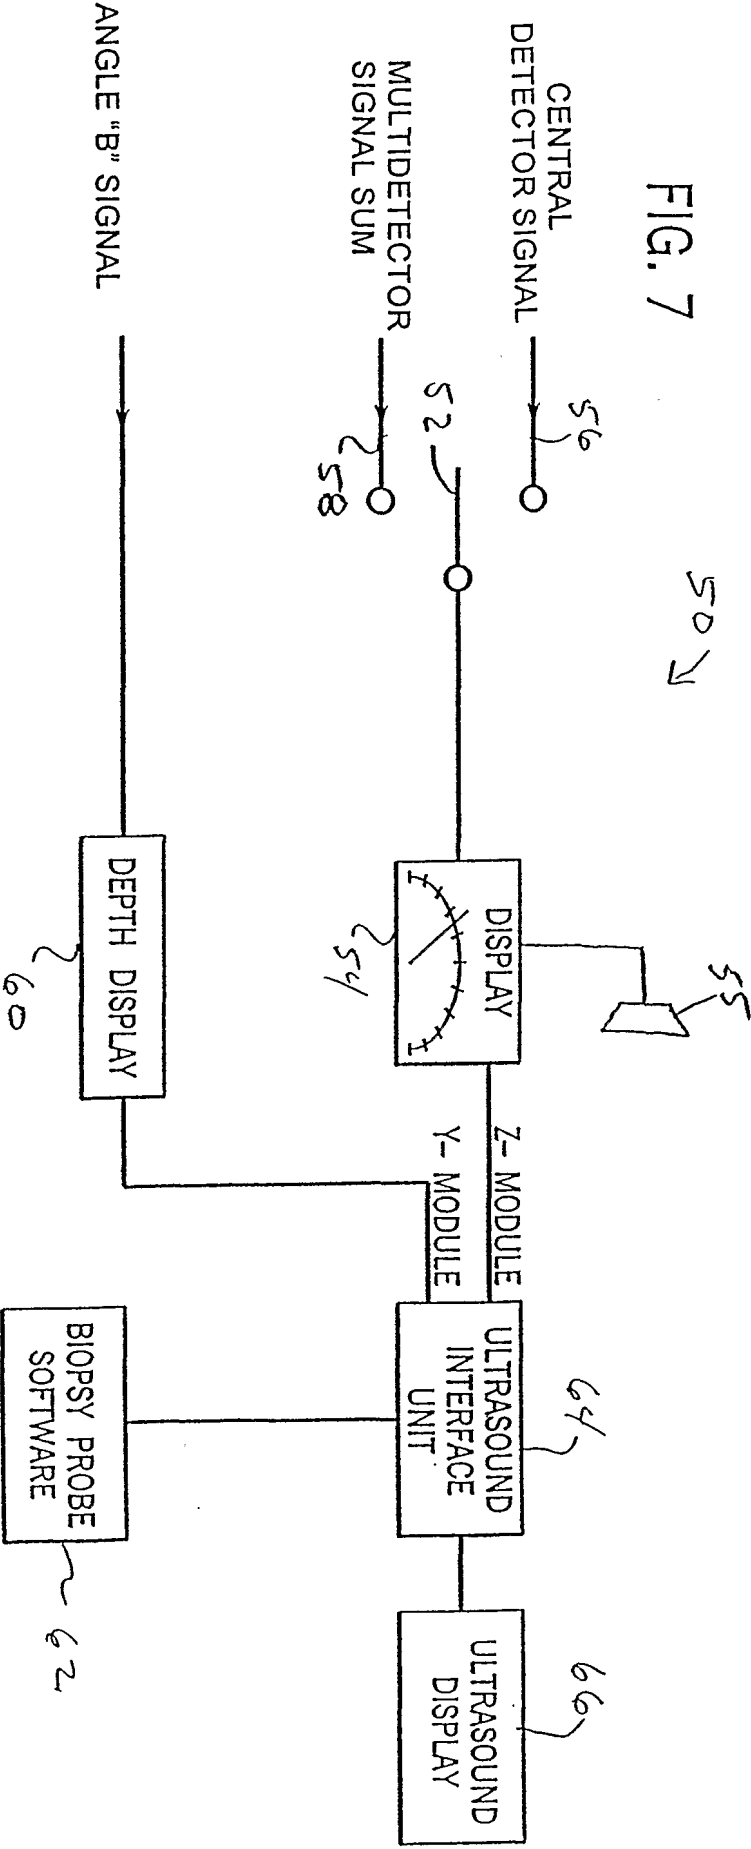 FIG. 7
50
CENTRAL
DETECTOR SIGNAL
56
MULTIDETECTOR
SIGNAL SUM
58
52
ANGLE "B" SIGNAL
55
DISPLAY
54
DEPTH DISPLAY
60
Z- MODULE
Y- MODULE
ULTRASOUND
INTERFACE
UNIT
64
BIOPSY PROBE
SOFTWARE
62
ULTRASOUND
DISPLAY
66